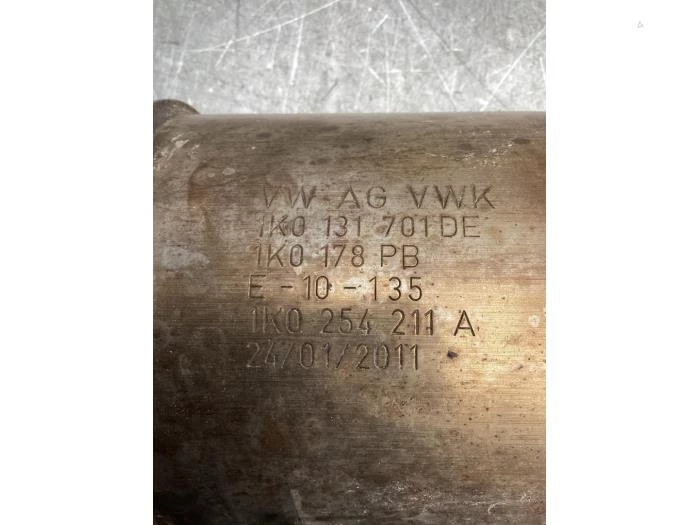 VW AG VWK
1K0 131 701DE
1K0 178 PB
E-10-135
1K0 254 211 A
24/01/2011